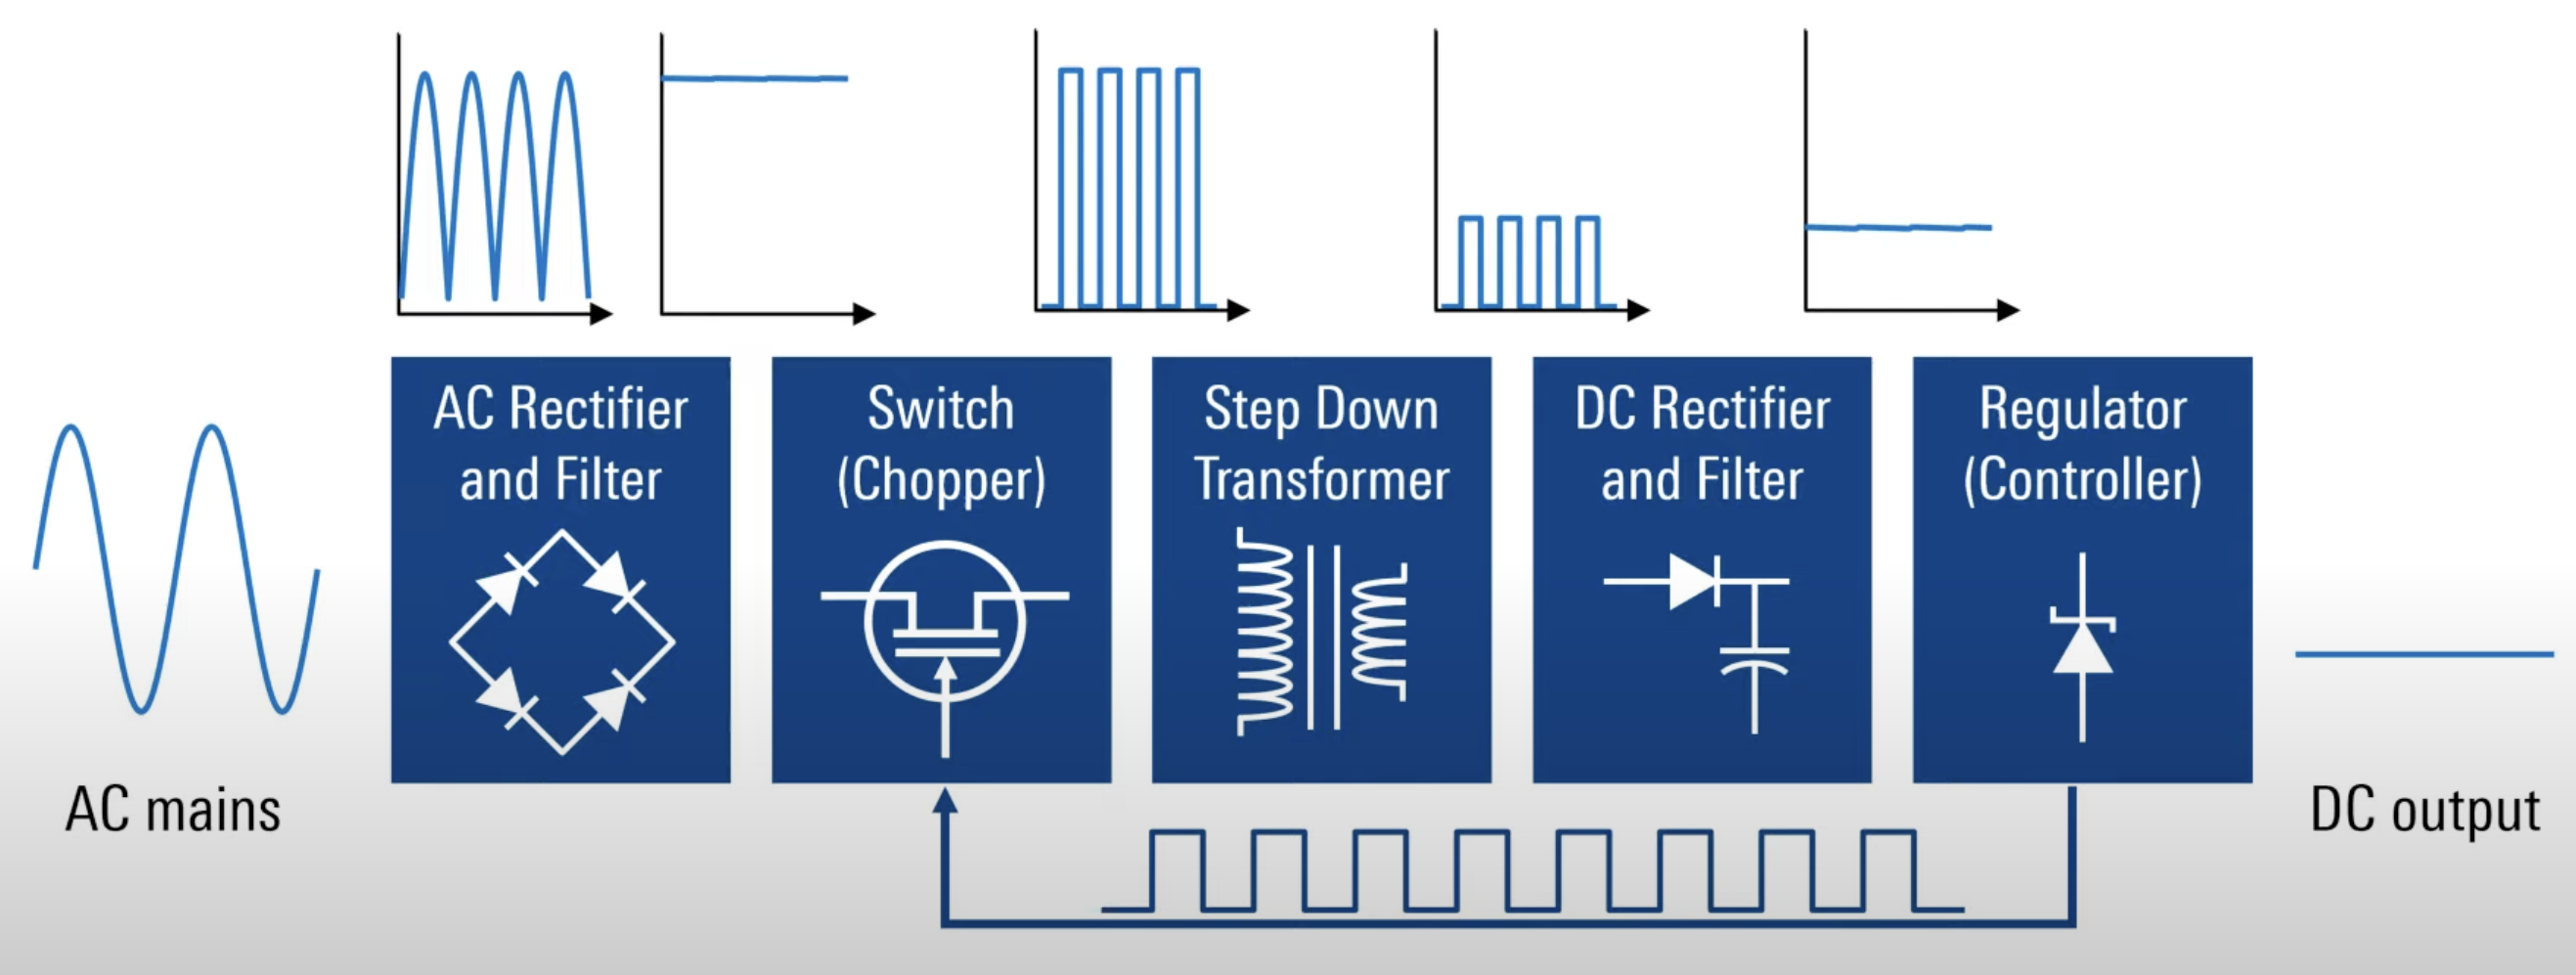 AC Rectifier
and Filter
Switch
(Chopper)
Step Down
Transformer
DC Rectifier
and Filter
Regulator
(Controller)
AC mains
DC output